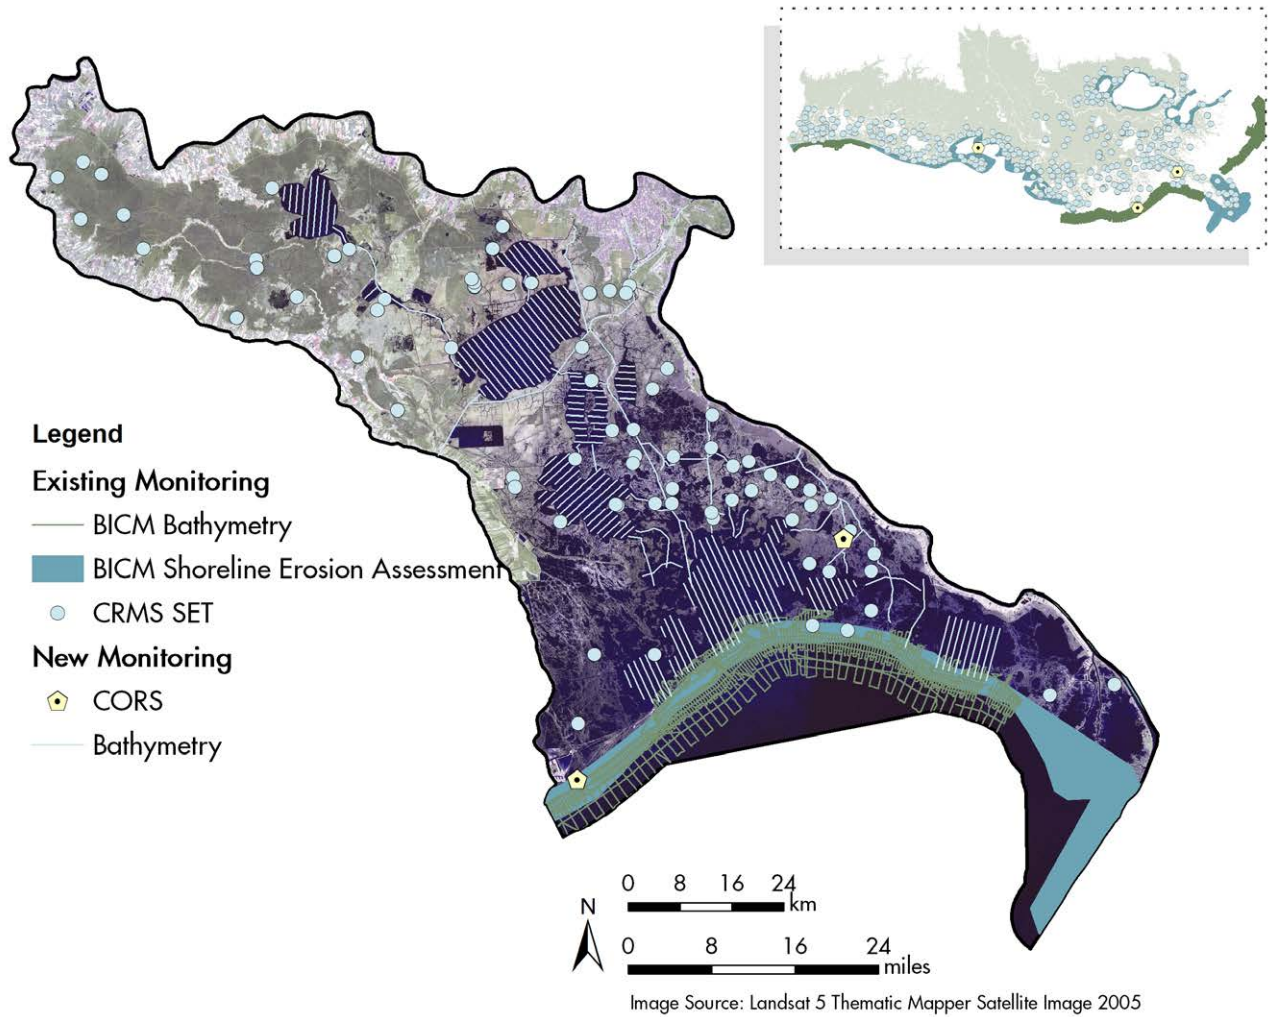 Legend
Existing Monitoring
BICM Bathymetry
BICM Shoreline Erosion Assessment
CRMS SET
New Monitoring
CORS
Bathymetry
N
0 8 16 24
km
0 8 16 24
miles
Image Source: Landsat 5 Thematic Mapper Satellite Image 2005